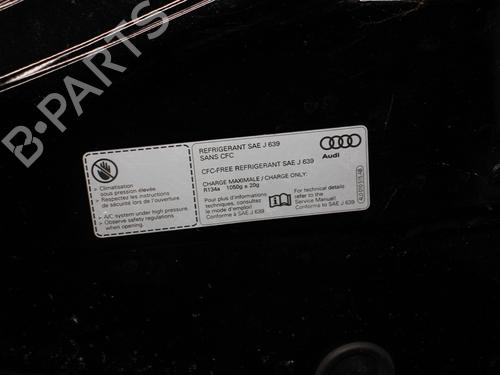 B-PARTS
> Climatisation
sous pression élevée
> Respectez les instructions
de sécurité lors de l'ouverture
> A/C system under high pressure
> Observe safety regulations
when opening
REFRIGERANT SAE J 639
SANS CFC
CFC-FREE REFRIGERANT SAE J 639
CHARGE MAXIMALE / CHARGE ONLY:
R134a 1050g ± 20g
Pour plus d'informations
techniques, consultez
le mode d'emploi!
Conforme à SAE J 639
For technical details
refer to the
Service Manual!
Conforms to SAE J 639
Audi